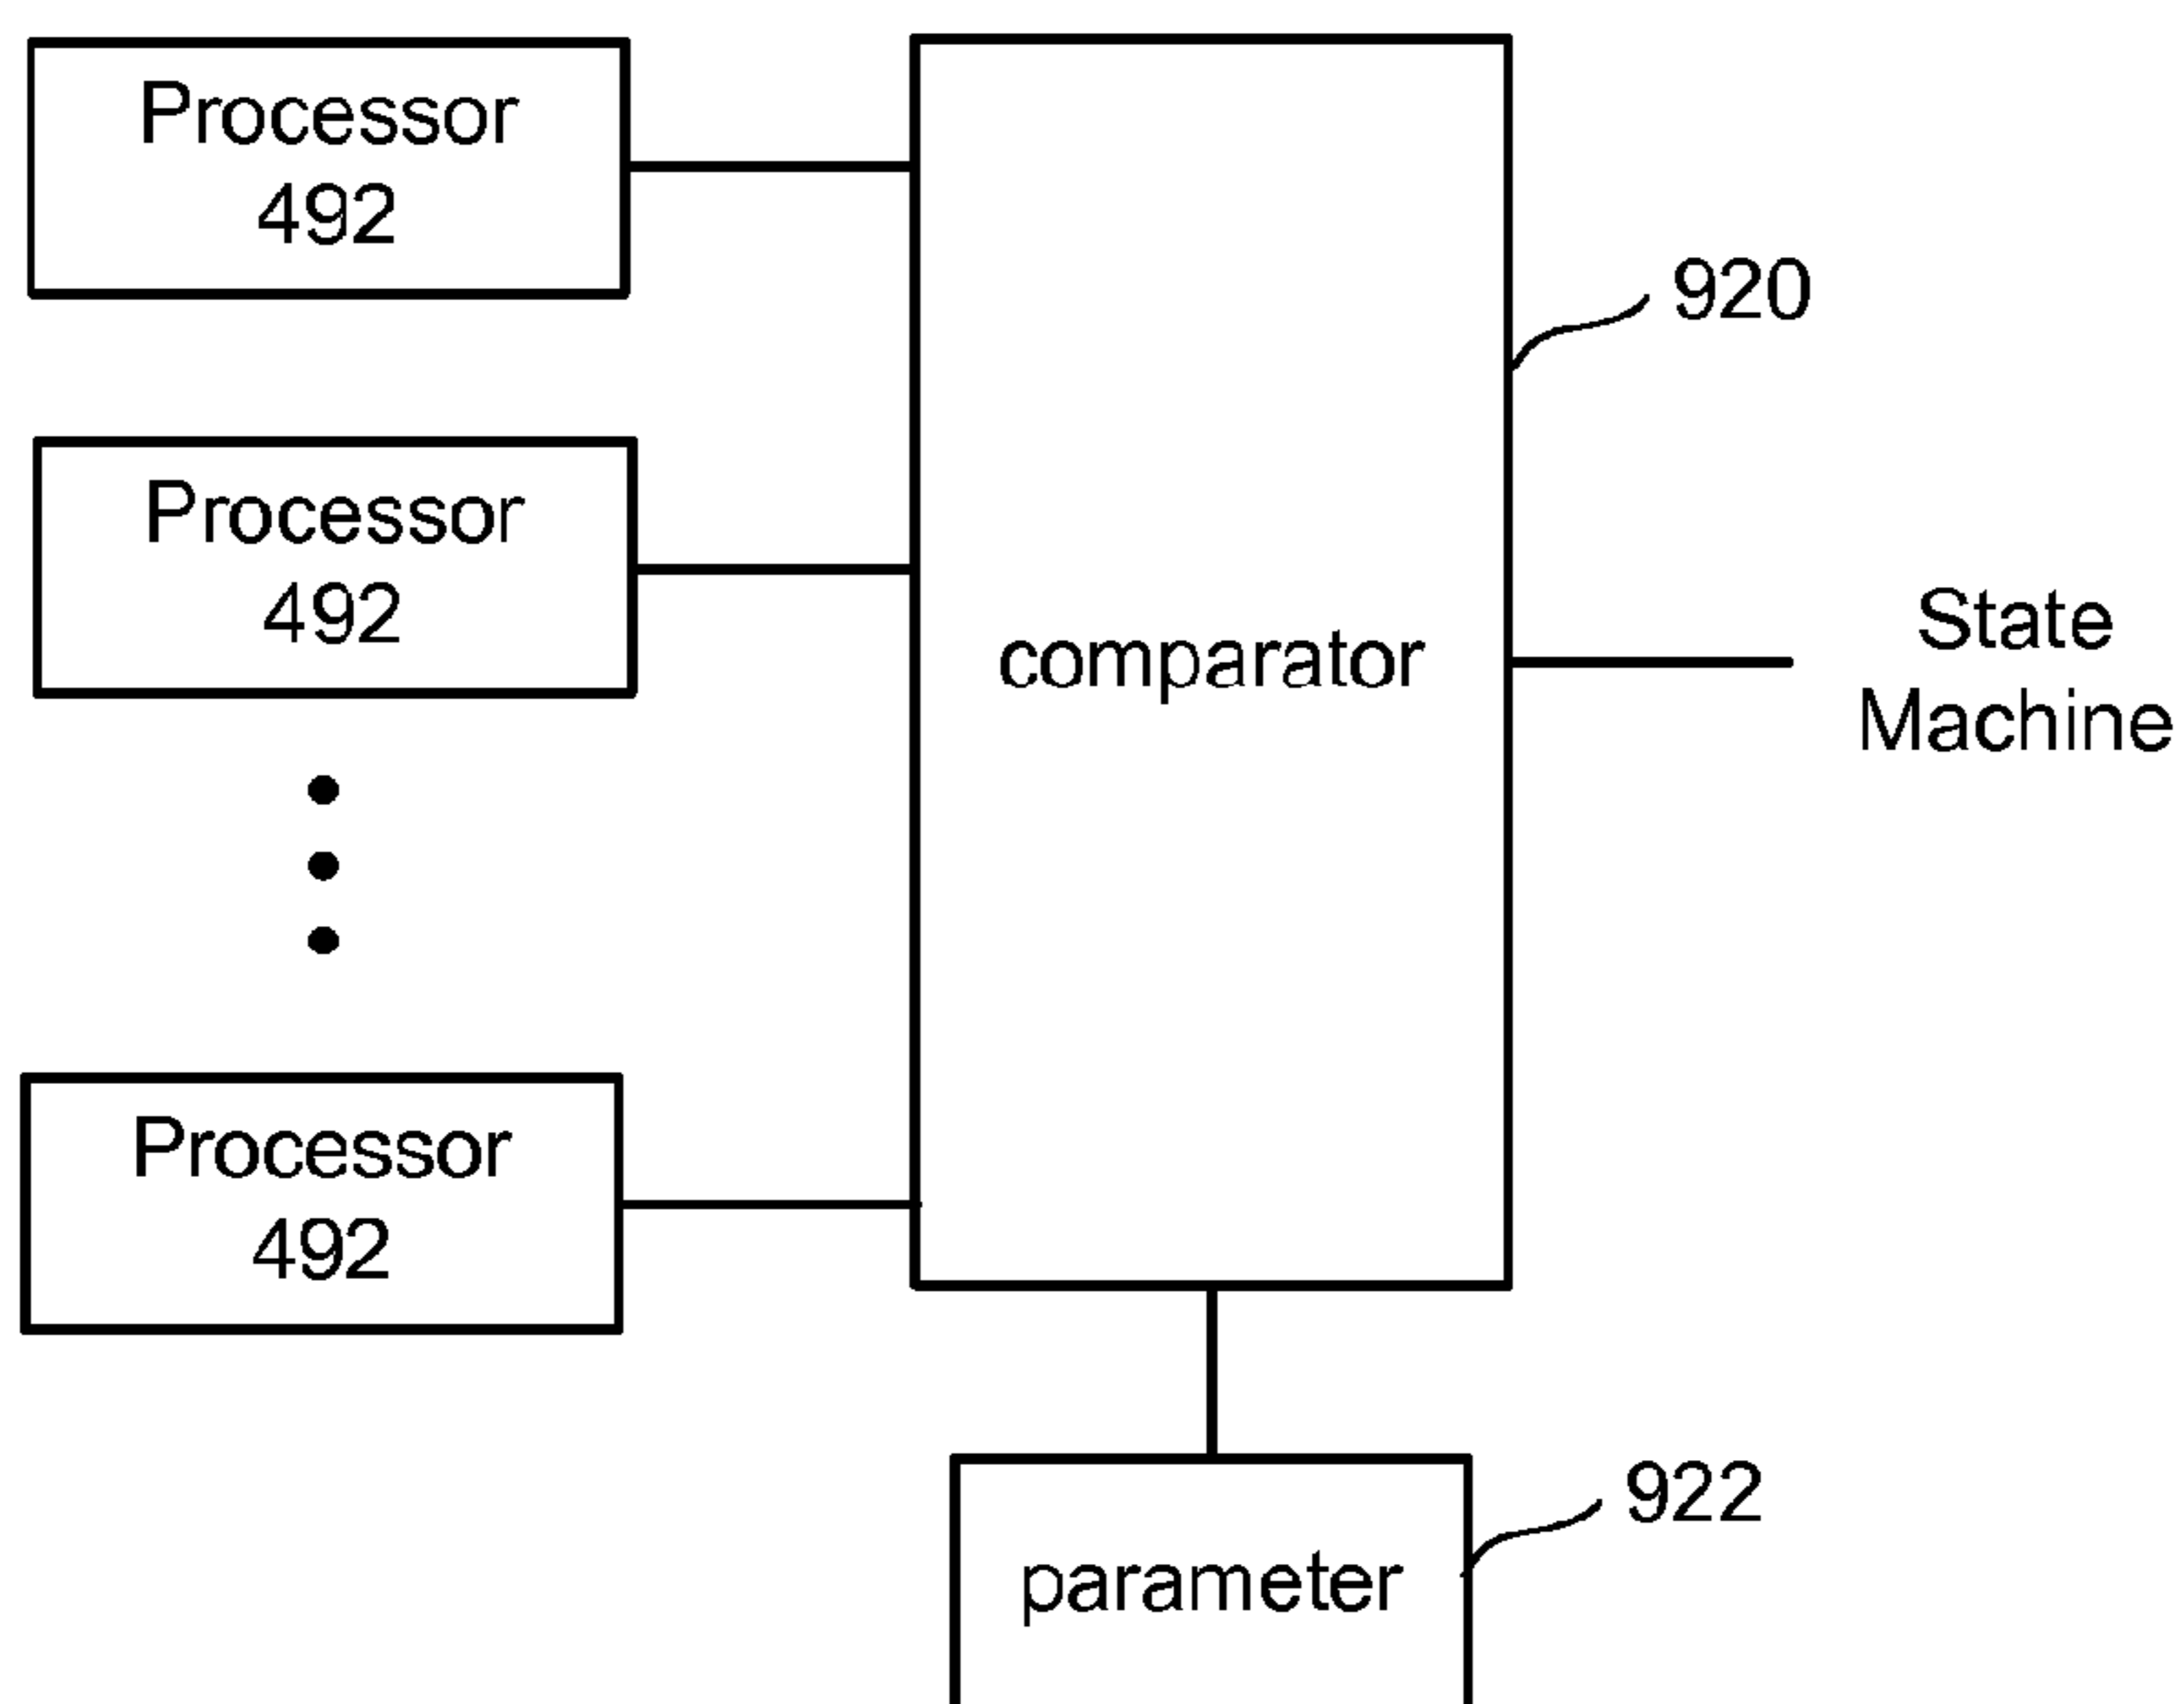 Processor
492
920
Processor
492
comparator
State
Machine
Processor
492
922
parameter